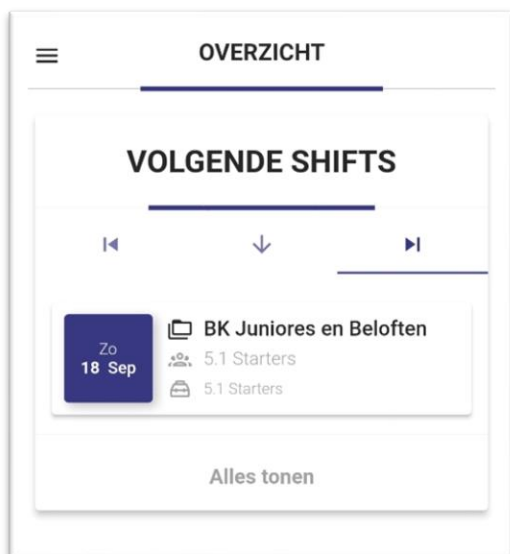 OVERZICHT
VOLGENDE SHIFTS
Zo
18 Sep
BK Juniores en Beloften
5.1 Starters
5.1 Starters
Alles tonen